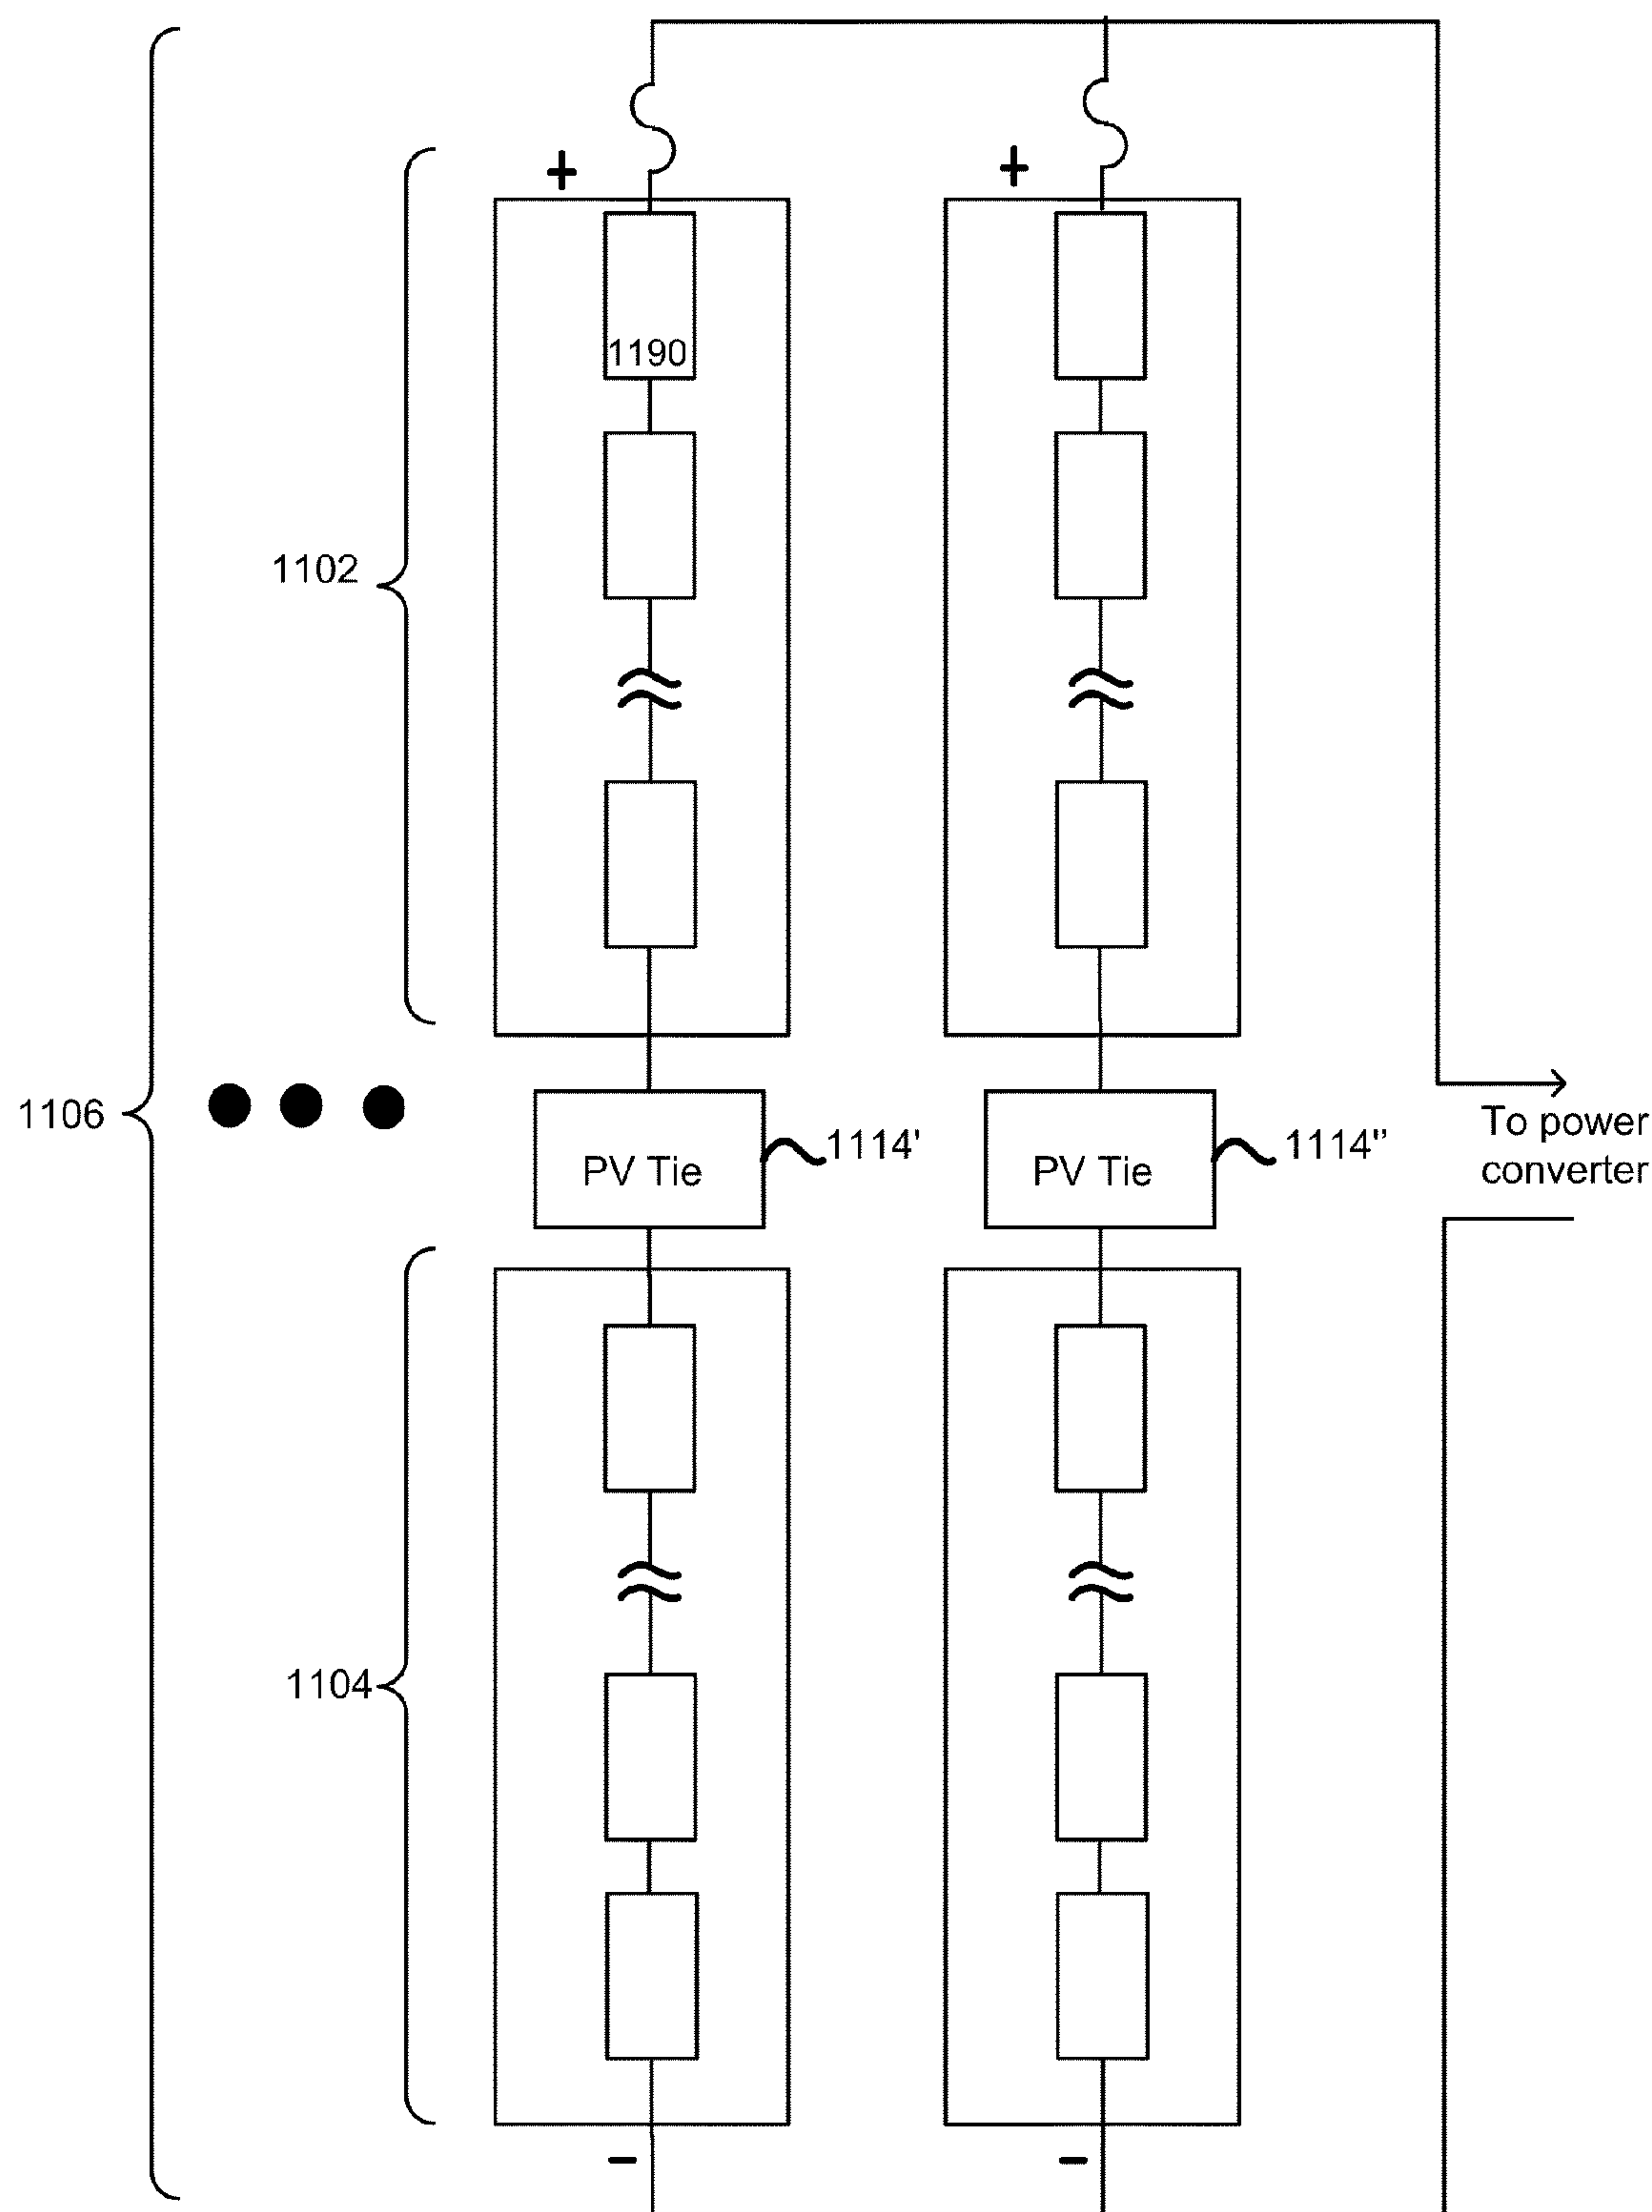 +
+
1190
1102
1106
PV Tie
1114'
PV Tie
1114"
To power
converter
1104
-
-